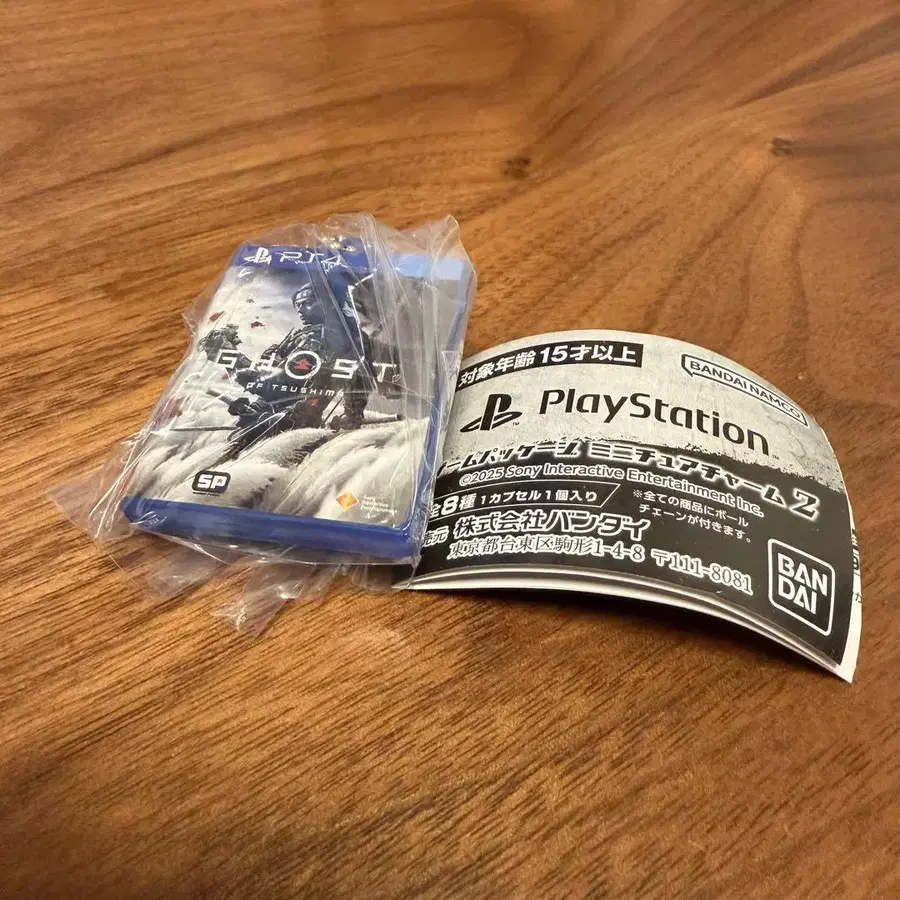 PS4
GHOST
OF TSUSHIMA
SP
対象年齢15才以上
BANDAI NAMCO
PlayStation
ームパッケージ ミニチュアチャーム2
©2025 Sony Interactive Entertainment Inc.
全8種 1カプセル1個入り
※全ての商品にボール
チェーンが付きます。
元 株式会社バンダイ
東京都台東区駒形1-4-8 〒111-8081
BAN
DAI